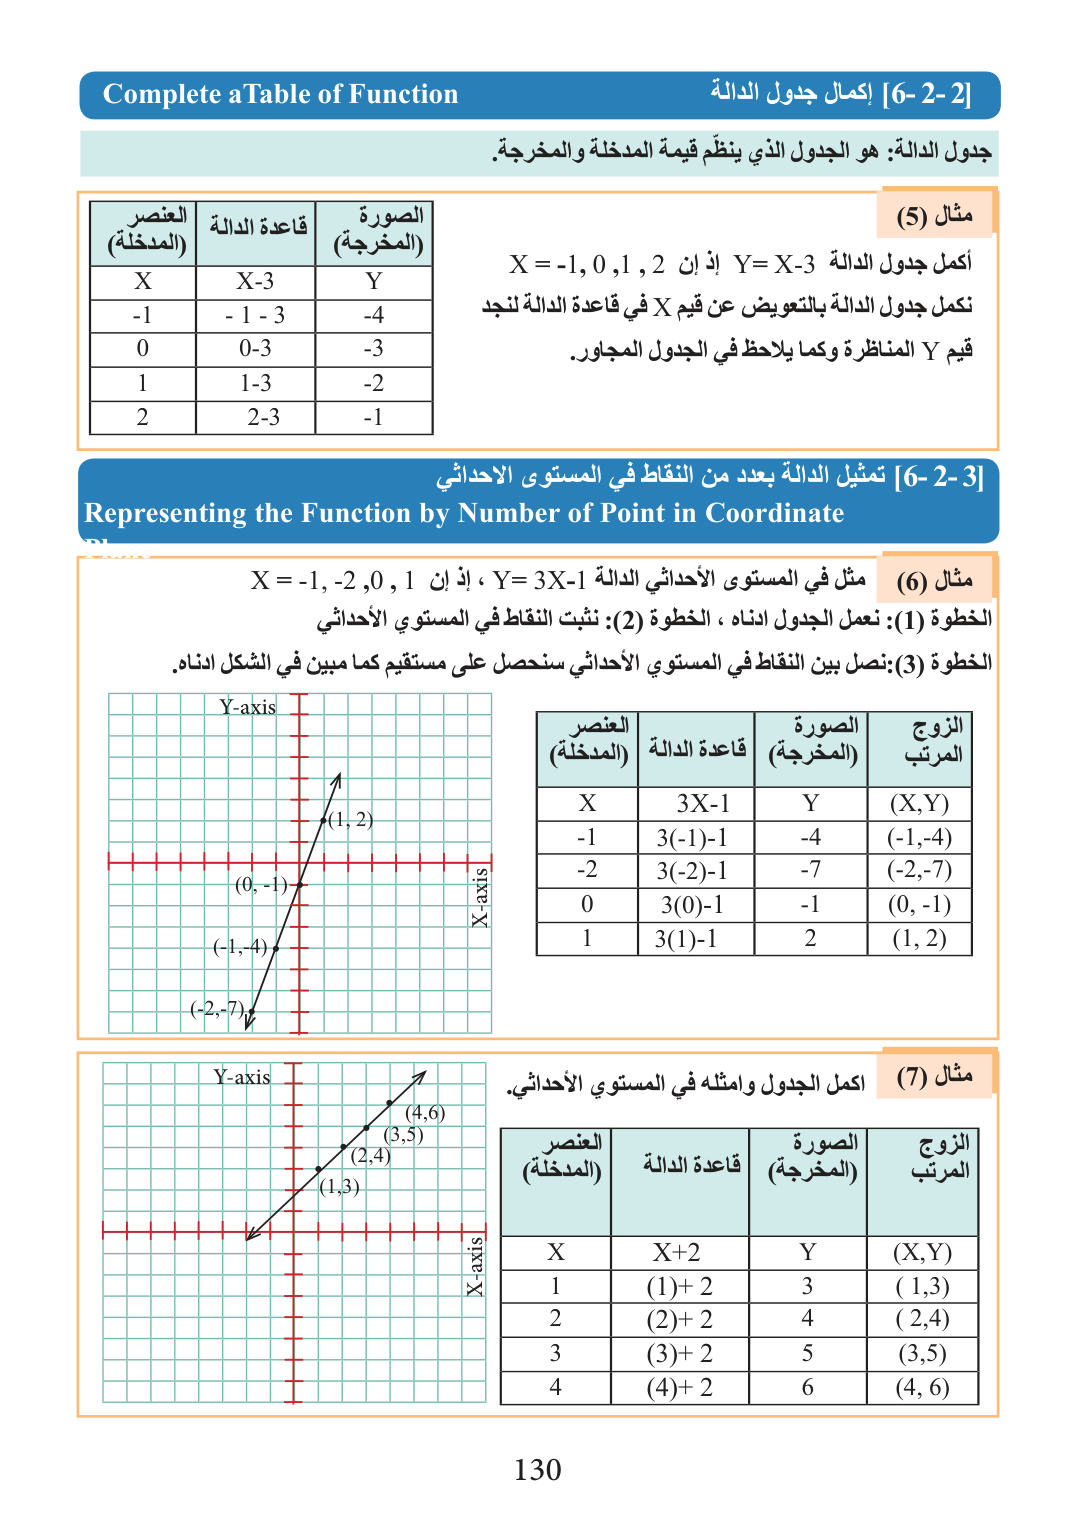 [6- 2- 2] إكمال جدول الدالة Complete aTable of Function
جدول الدالة: هو الجدول الذي ينظّم قيمة المدخلة والمخرجة.
مثال (5)
أكمل جدول الدالة Y= X-3 إذ إن X = -1, 0 ,1 , 2
نكمل جدول الدالة بالتعويض عن قيم X في قاعدة الدالة لنجد
قيم Y المناظرة وكما يلاحظ في الجدول المجاور.
العنصر (المدخلة) قاعدة الدالة الصورة (المخرجة)
X X-3 Y
-1 - 1 - 3 -4
0 0-3 -3
1 1-3 -2
2 2-3 -1
[6- 2- 3] تمثيل الدالة بعدد من النقاط في المستوى الاحداثي
Representing the Function by Number of Point in Coordinate
مثال (6) مثل في المستوى الأحداثي الدالة Y= 3X-1 ، إذ إن X = -1, -2 ,0 , 1
الخطوة (1): نعمل الجدول ادناه ، الخطوة (2): نثبت النقاط في المستوي الأحداثي
الخطوة (3):نصل بين النقاط في المستوي الأحداثي سنحصل على مستقيم كما مبين في الشكل ادناه.
العنصر (المدخلة) قاعدة الدالة الصورة (المخرجة) الزوج المرتب
X 3X-1 Y (X,Y)
-1 3(-1)-1 -4 (-1,-4)
-2 3(-2)-1 -7 (-2,-7)
0 3(0)-1 -1 (0, -1)
1 3(1)-1 2 (1, 2)
Y-axis
(1, 2)
(0, -1)
X-axis
(-1,-4)
(-2,-7)
مثال (7) اكمل الجدول وامثله في المستوي الأحداثي.
العنصر (المدخلة) قاعدة الدالة الصورة (المخرجة) الزوج المرتب
X X+2 Y (X,Y)
1 (1)+ 2 3 ( 1,3)
2 (2)+ 2 4 ( 2,4)
3 (3)+ 2 5 (3,5)
4 (4)+ 2 6 (4, 6)
Y-axis
(4,6)
(3,5)
(2,4)
(1,3)
X-axis
130